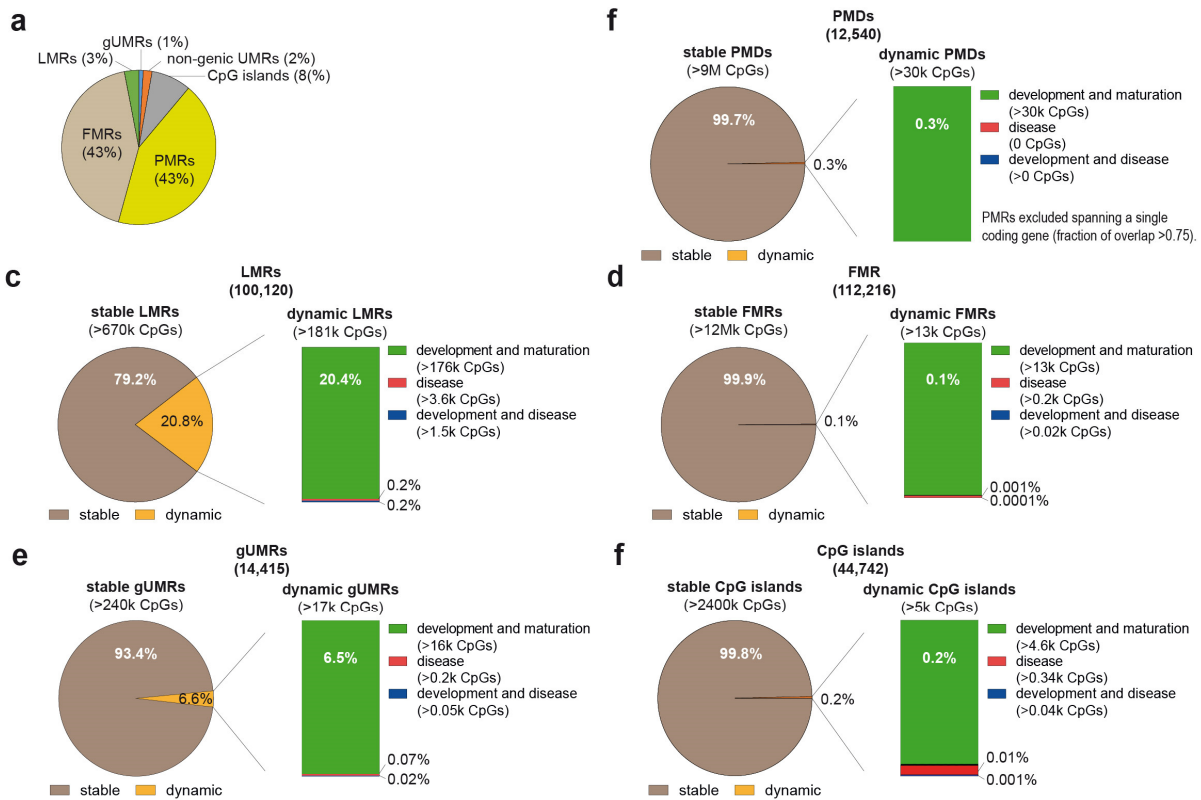 a
gUMRs (1%)
LMRs (3%)
non-genic UMRs (2%)
CpG islands (8(%)
FMRs
(43%)
PMRs
(43%)
f
PMDs
(12,540)
stable PMDs
(>9M CpGs)
dynamic PMDs
(>30k CpGs)
99.7%
0.3%
0.3%
development and maturation
(>30k CpGs)
disease
(0 CpGs)
development and disease
(>0 CpGs)
PMRs excluded spanning a single
coding gene (fraction of overlap >0.75).
stable
dynamic
c
LMRs
(100,120)
stable LMRs
(>670k CpGs)
dynamic LMRs
(>181k CpGs)
79.2%
20.8%
20.4%
development and maturation
(>176k CpGs)
disease
(>3.6k CpGs)
development and disease
(>1.5k CpGs)
0.2%
0.2%
stable
dynamic
d
FMR
(112,216)
stable FMRs
(>12Mk CpGs)
dynamic FMRs
(>13k CpGs)
99.9%
0.1%
0.1%
development and maturation
(>13k CpGs)
disease
(>0.2k CpGs)
development and disease
(>0.02k CpGs)
0.001%
0.0001%
stable
dynamic
e
gUMRs
(14,415)
stable gUMRs
(>240k CpGs)
dynamic gUMRs
(>17k CpGs)
93.4%
6.6%
6.5%
development and maturation
(>16k CpGs)
disease
(>0.2k CpGs)
development and disease
(>0.05k CpGs)
0.07%
0.02%
stable
dynamic
f
CpG islands
(44,742)
stable CpG islands
(>2400k CpGs)
dynamic CpG islands
(>5k CpGs)
99.8%
0.2%
0.2%
development and maturation
(>4.6k CpGs)
disease
(>0.34k CpGs)
development and disease
(>0.04k CpGs)
0.01%
0.001%
stable
dynamic